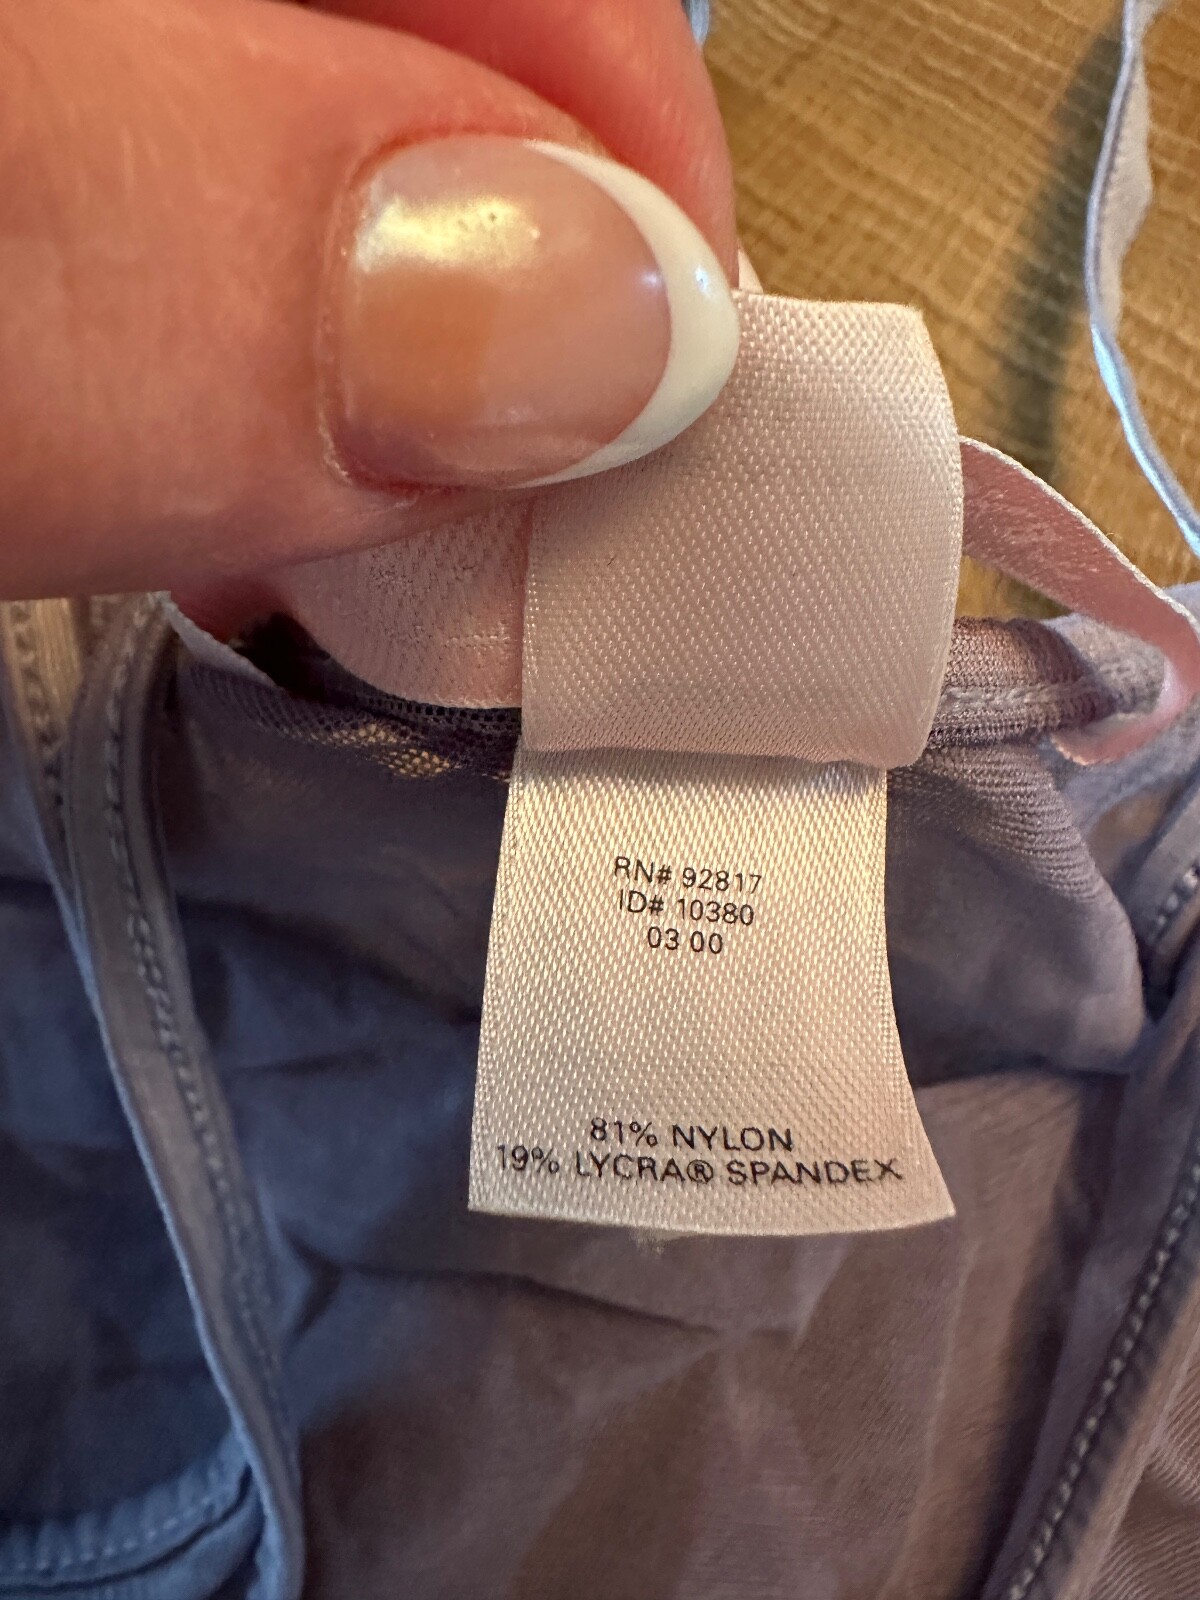 RN# 92817
ID# 10380
03 00
81% NYLON
19% LYCRA® SPANDEX